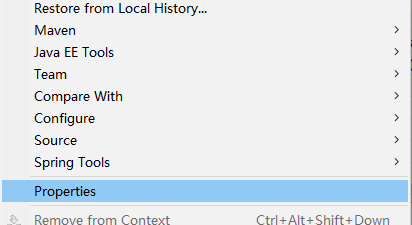 Restore from Local History...
Maven
Java EE Tools
Team
Compare With
Configure
Source
Spring Tools
Properties
Remove from Context Ctrl+Alt+Shift+Down